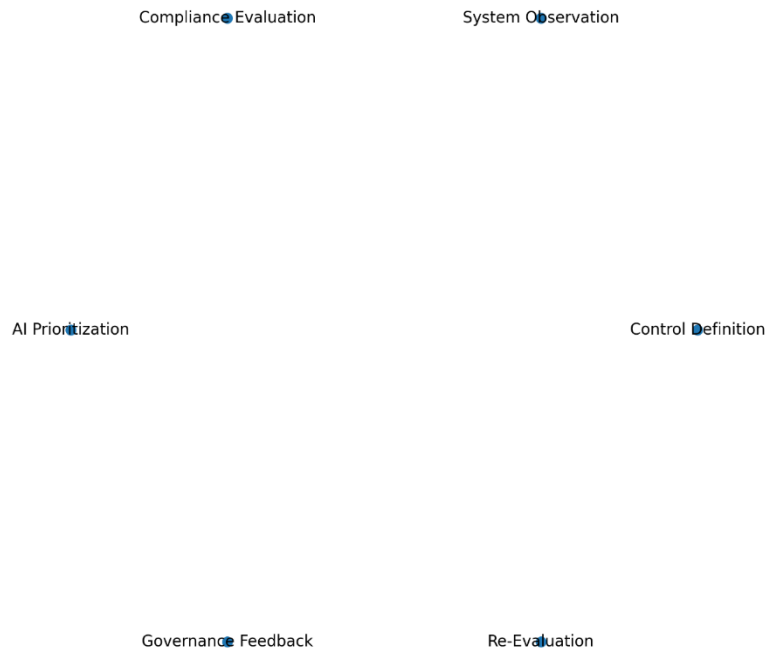 Compliance Evaluation
System Observation
AI Prioritization
Control Definition
Governance Feedback
Re-Evaluation